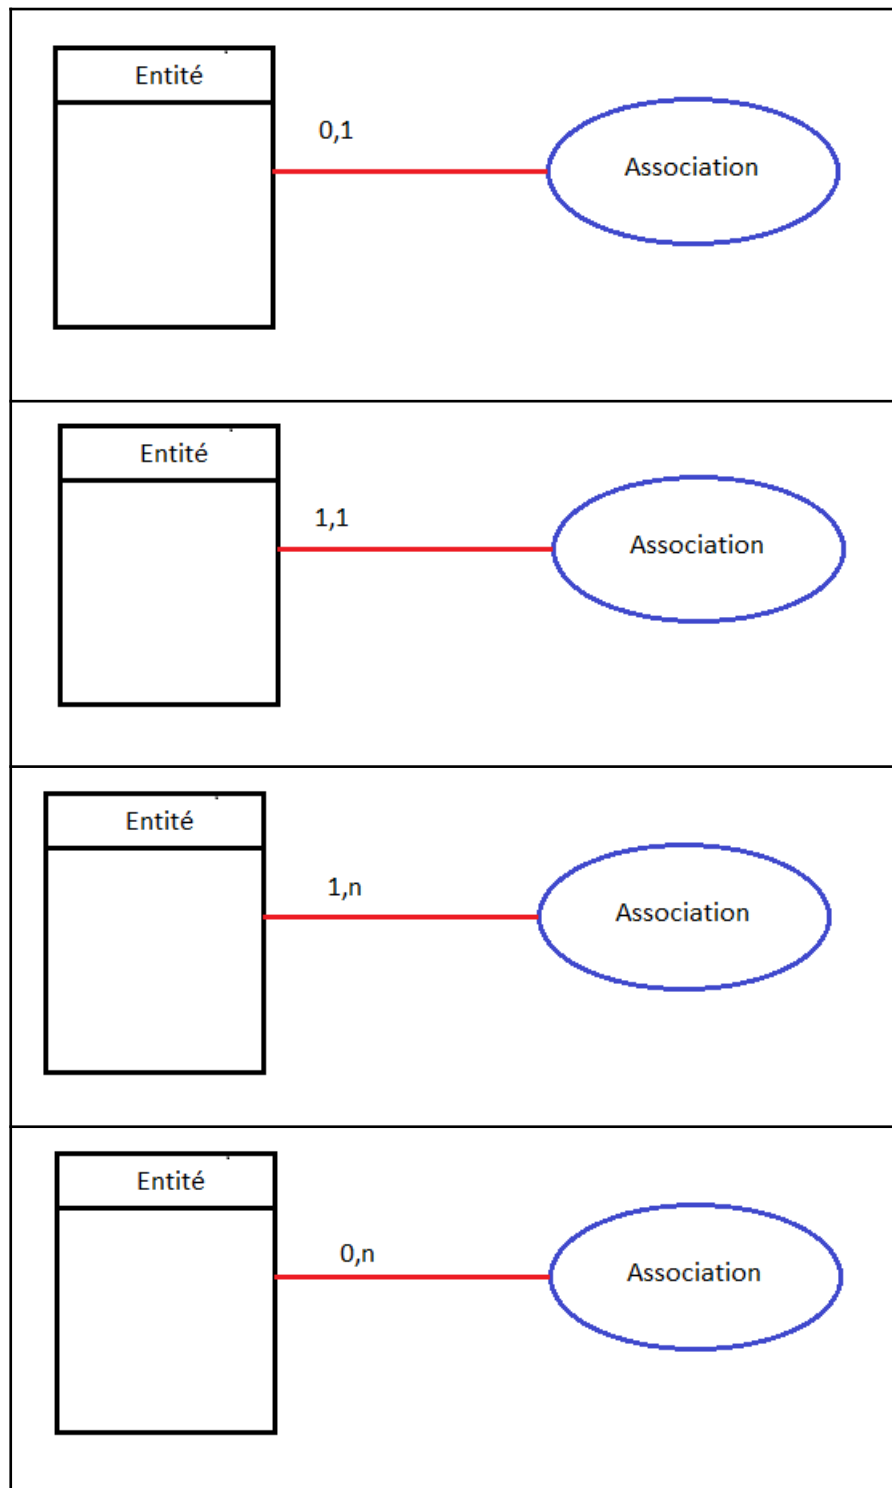 Entité
0,1
Association
Entité
1,1
Association
Entité
1,n
Association
Entité
0,n
Association